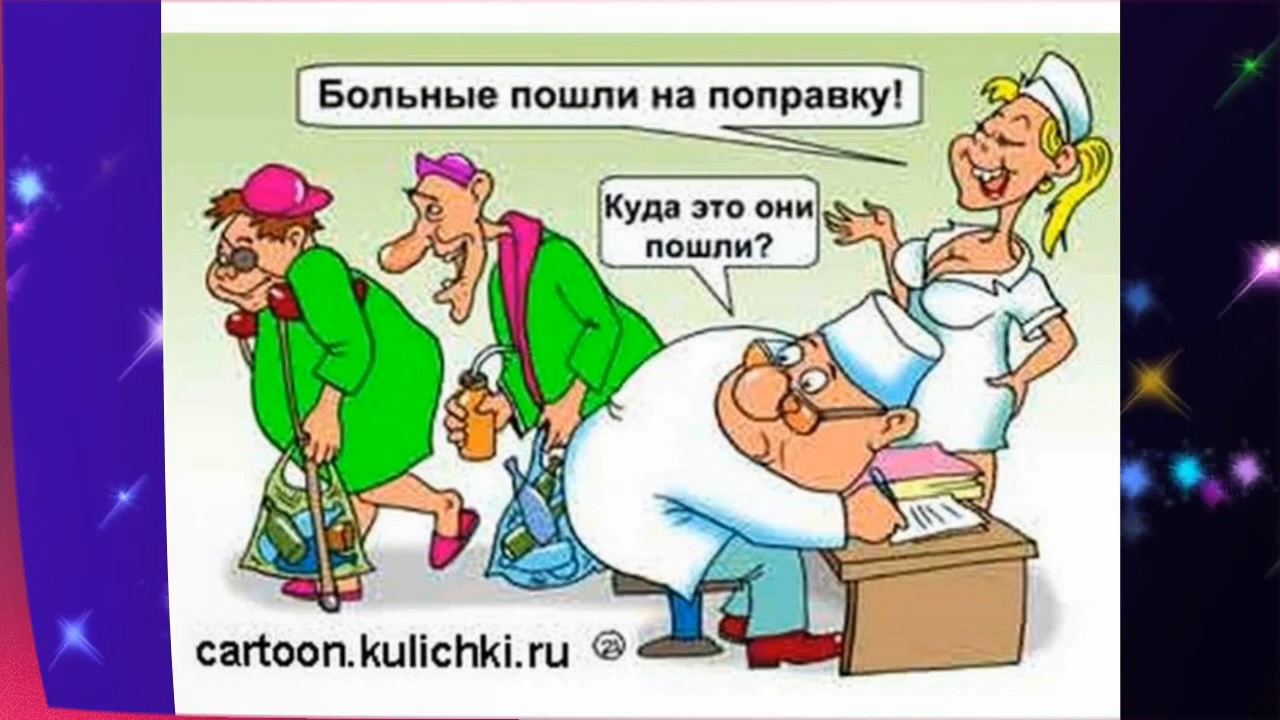 Больные пошли на поправку!
Куда это они
пошли?
cartoon.kulichki.ru